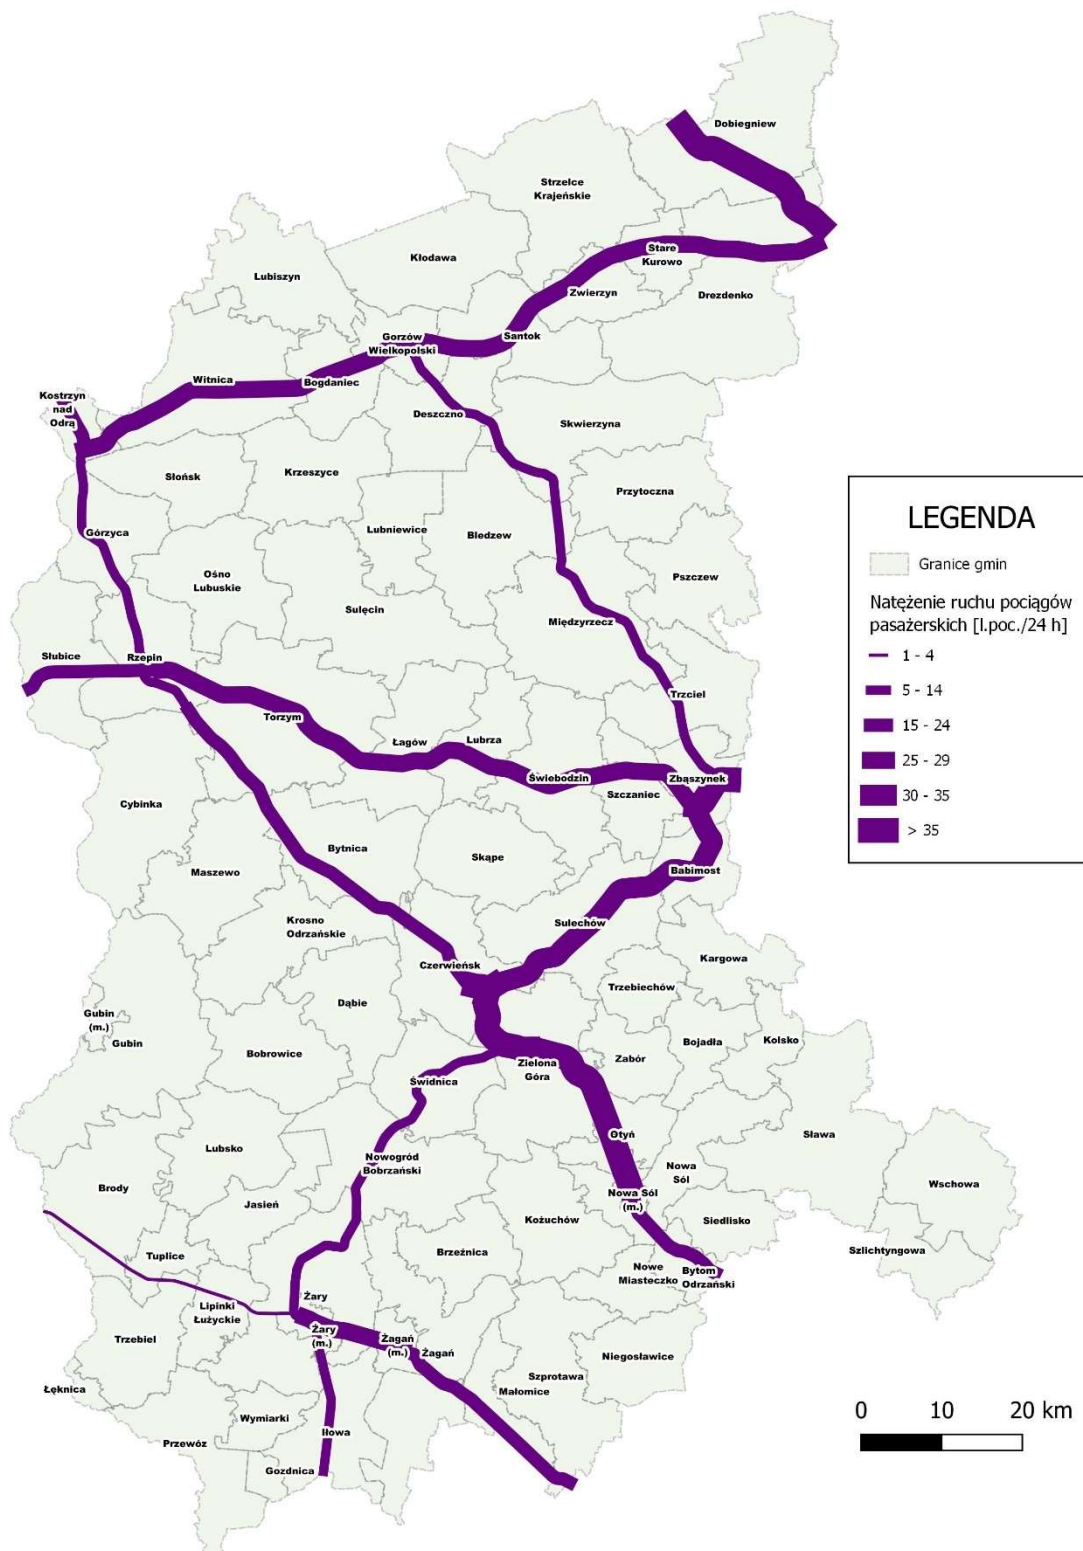 Dobiegniew
Strzelce
Krajeńskie
Stare
Kurowo
Kłodawa
Lubiszyn
Zwierzyn
Drezdenko
Gorzów
Wielkopolski
Santok
Witnica
Bogdaniec
Kostrzyn
nad
Odrą
Deszczno
Skwierzyna
Słońsk
Krzeszyce
Przytoczna
Górzyca
Lubniewice
Bledzew
Ośno
Lubuskie
Pszczew
Sulęcin
Międzyrzecz
Słubice
Rzepin
Trzciel
Torzym
Łagów
Lubrza
Świebodzin
Zbąszynek
Szczaniec
Cybinka
Bytnica
Skąpe
Maszewo
Babimost
Krosno
Odrzańskie
Sulechów
Kargowa
Czerwieńsk
Trzebiechów
Dąbie
Gubin
(m.)
Gubin
Bobrowice
Bojadła
Kolsko
Zabór
Zielona
Góra
Świdnica
Otyń
Sława
Lubsko
Nowogród
Bobrzański
Nowa
Sól
Wschowa
Brody
Jasień
Nowa Sól
(m.)
Kożuchów
Siedlisko
Tuplice
Brzeźnica
Szlichtyngowa
Nowe
Miasteczko
Bytom
Odrzański
Żary
Lipinki
Łużyckie
Trzebiel
Żary
(m.)
Żagań
(m.)
Żagań
Niegosławice
Szprotawa
Małomice
Łęknica
Wymiarki
Iłowa
Przewóz
Gozdnica
LEGENDA
Granice gmin
Natężenie ruchu pociągów
pasażerskich [l.poc./24 h]
1 - 4
5 - 14
15 - 24
25 - 29
30 - 35
> 35
0 10 20 km